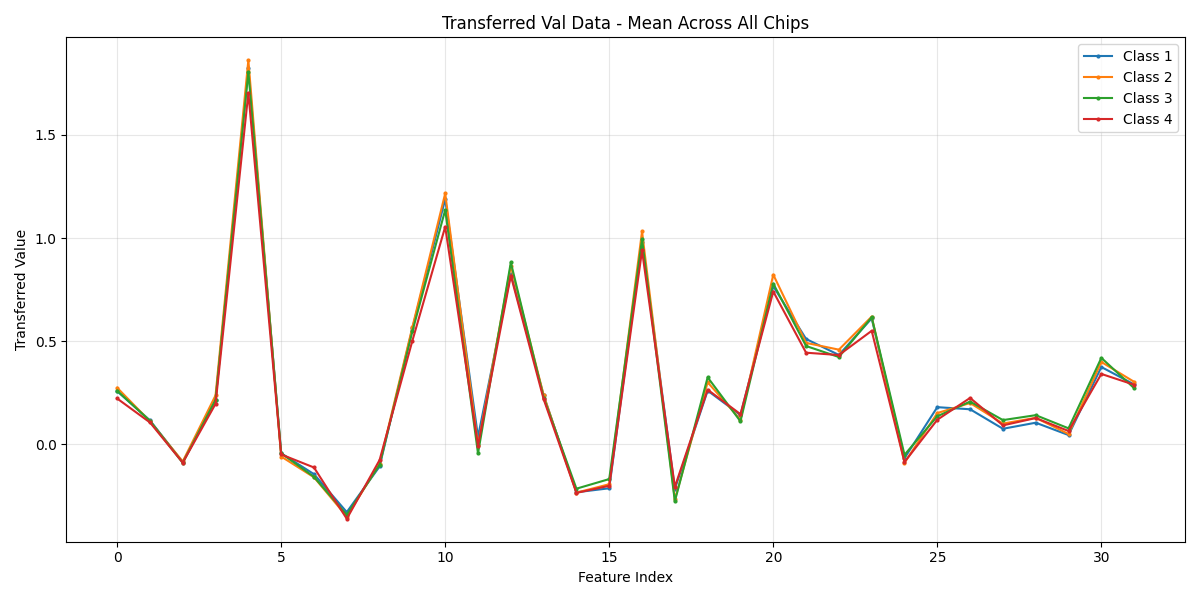 Transferred Val Data - Mean Across All Chips
Class 1
Class 2
Class 3
Class 4
Transferred Value
1.5
1.0
0.5
0.0
0
5
10
15
20
25
30
Feature Index